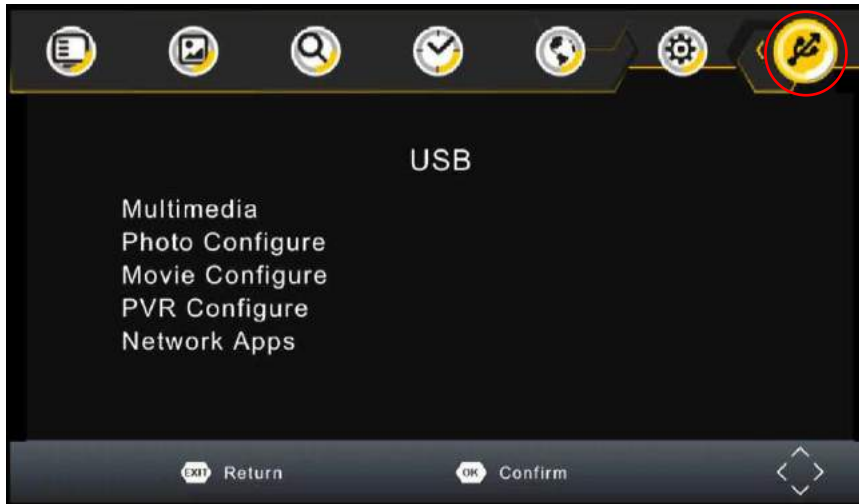 USB
Multimedia
Photo Configure
Movie Configure
PVR Configure
Network Apps
EXIT Return OK Confirm